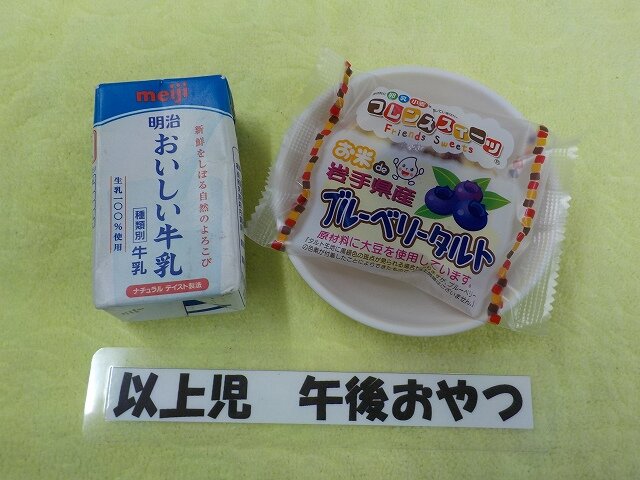 meiji
明治
おいしい牛乳
新鮮をしぼる自然のよろこび
生乳100%使用
種類別 牛乳
ナチュラル テイスト製法
フレンズスイーツ
Friends Sweets
お米de
岩手県産
ブルーベリータルト
原材料に大豆を使用しています。
以上児 午後おやつ